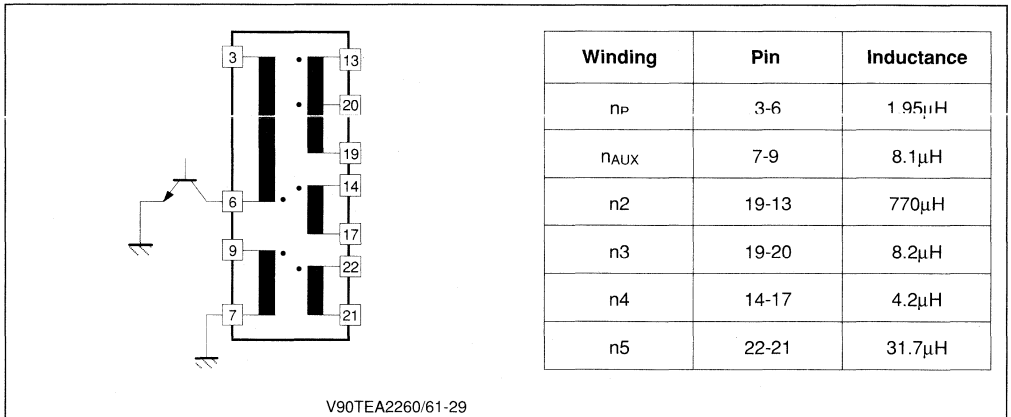 3
13
20
19
6
14
17
9
22
7
21
Winding Pin Inductance
nP 3-6 1.95µH
nAUX 7-9 8.1µH
n2 19-13 770µH
n3 19-20 8.2µH
n4 14-17 4.2µH
n5 22-21 31.7µH
V90TEA2260/61-29